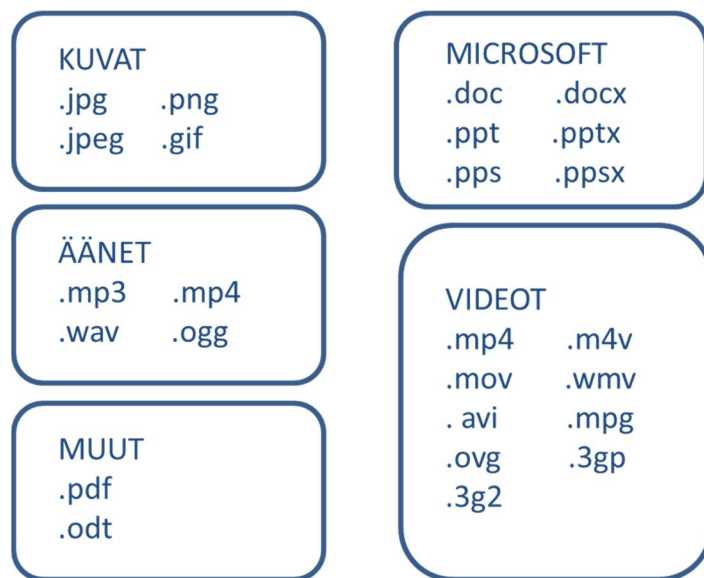 KUVAT
.jpg .png
.jpeg .gif
ÄÄNET
.mp3 .mp4
.wav .ogg
MUUT
.pdf
.odt
MICROSOFT
.doc .docx
.ppt .pptx
.pps .ppsx
VIDEOT
.mp4 .m4v
.mov .wmv
. avi .mpg
.ovg .3gp
.3g2